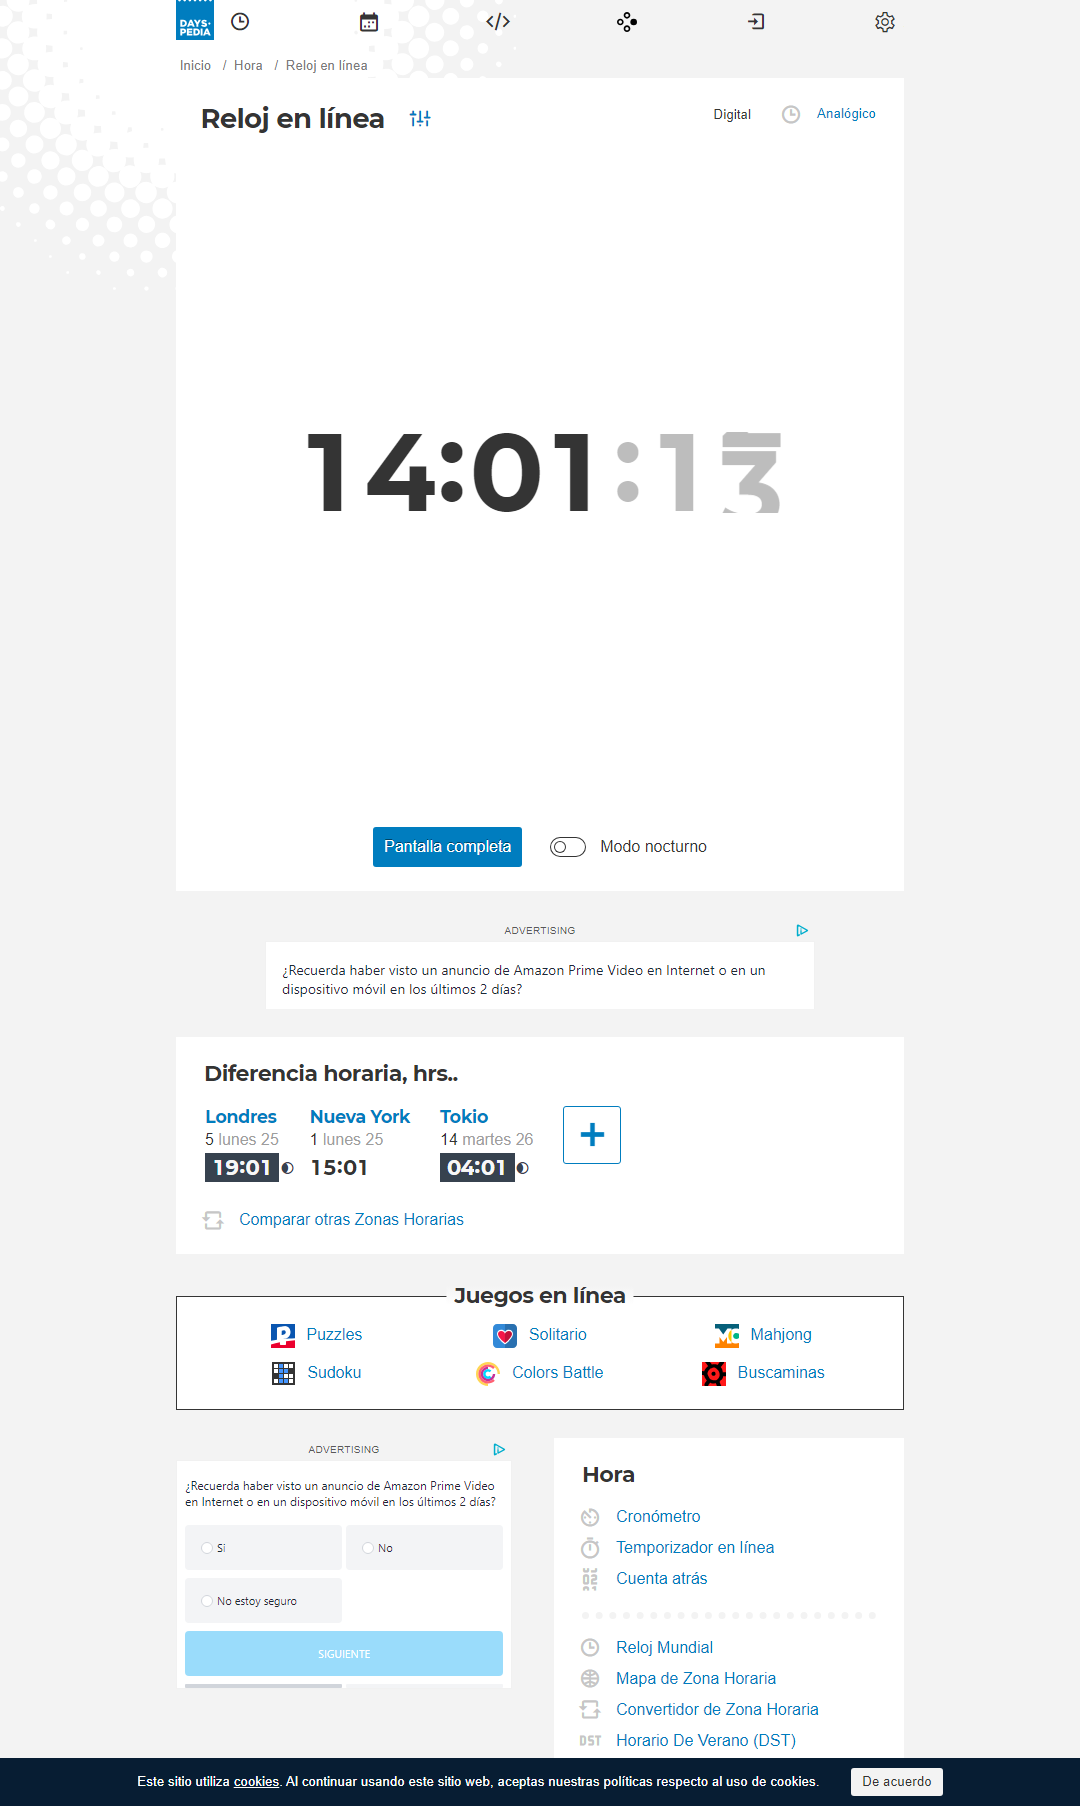 DAYS•
PEDIA
Inicio / Hora / Reloj en línea
Reloj en línea
Digital
Analógico
14:01:13
Pantalla completa
Modo nocturno
ADVERTISING
¿Recuerda haber visto un anuncio de Amazon Prime Video en Internet o en un
dispositivo móvil en los últimos 2 días?
Diferencia horaria, hrs..
Londres
5 lunes 25
19:01
Nueva York
1 lunes 25
15:01
Tokio
14 martes 26
04:01
+
Comparar otras Zonas Horarias
Juegos en línea
Puzzles
Solitario
Mahjong
Sudoku
Colors Battle
Buscaminas
ADVERTISING
¿Recuerda haber visto un anuncio de Amazon Prime Video
en Internet o en un dispositivo móvil en los últimos 2 días?
Si
No
No estoy seguro
SIGUIENTE
Hora
Cronómetro
Temporizador en línea
Cuenta atrás
Reloj Mundial
Mapa de Zona Horaria
Convertidor de Zona Horaria
DST Horario De Verano (DST)
Este sitio utiliza cookies. Al continuar usando este sitio web, aceptas nuestras políticas respecto al uso de cookies.
De acuerdo